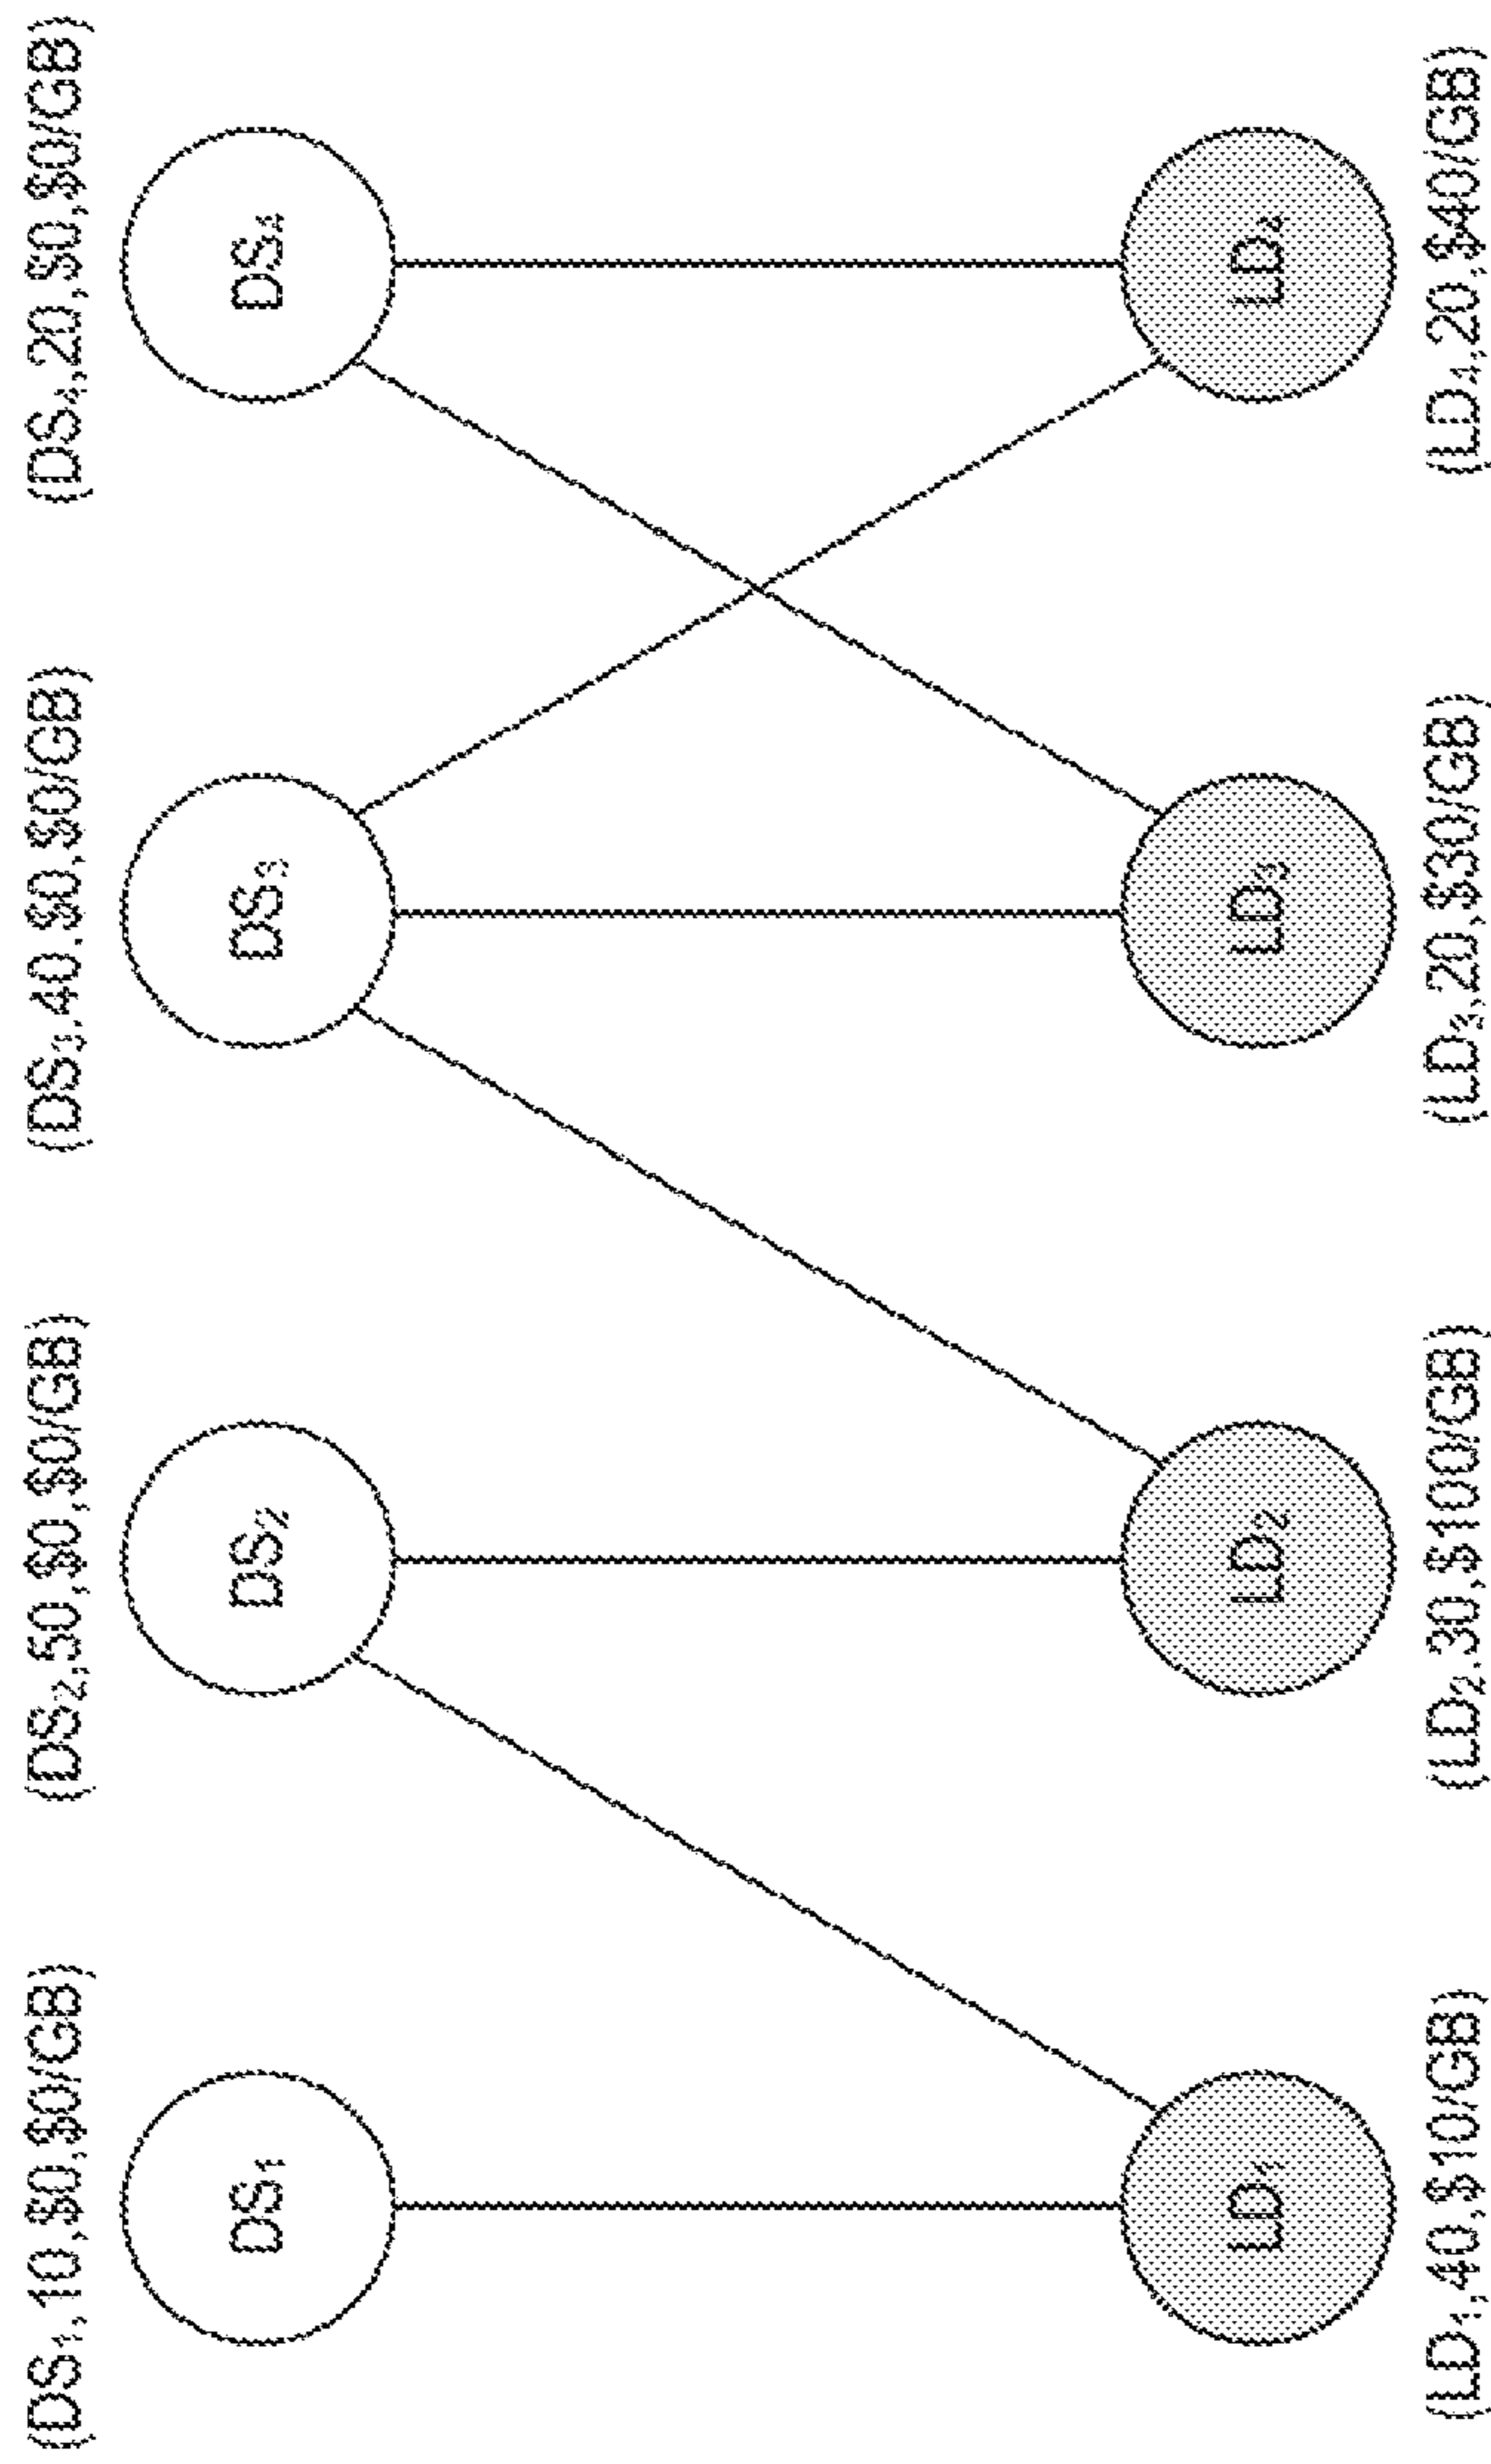 (DS₁,10,$0,$0/GB)
(DS₂,50,$0,$0/GB)
(DS₃,40,$0,$0/GB)
(DS₄,20,$0,$0/GB)
DS₁
DS₂
DS₃
DS₄
LD₁
LD₂
LD₃
LD₄
(LD₁,40,$10/GB)
(LD₂,30,$100/GB)
(LD₃,20,$30/GB)
(LD₄,20,$40/GB)